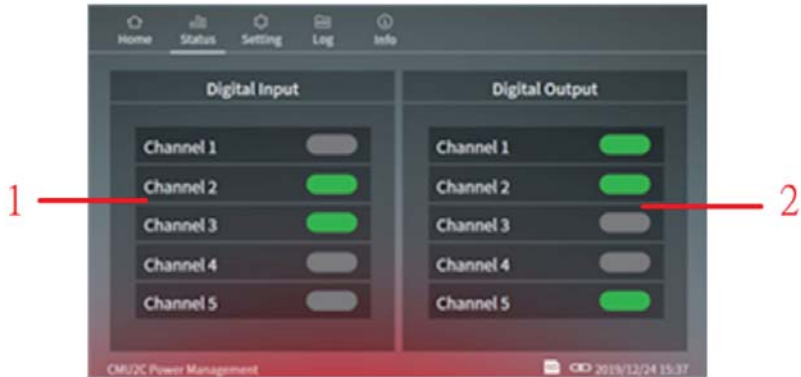 Home Status Setting Log Info
Digital Input
Channel 1
Channel 2
Channel 3
Channel 4
Channel 5
Digital Output
Channel 1
Channel 2
Channel 3
Channel 4
Channel 5
1
2
CMU2C Power Management
2019/12/24 15:37